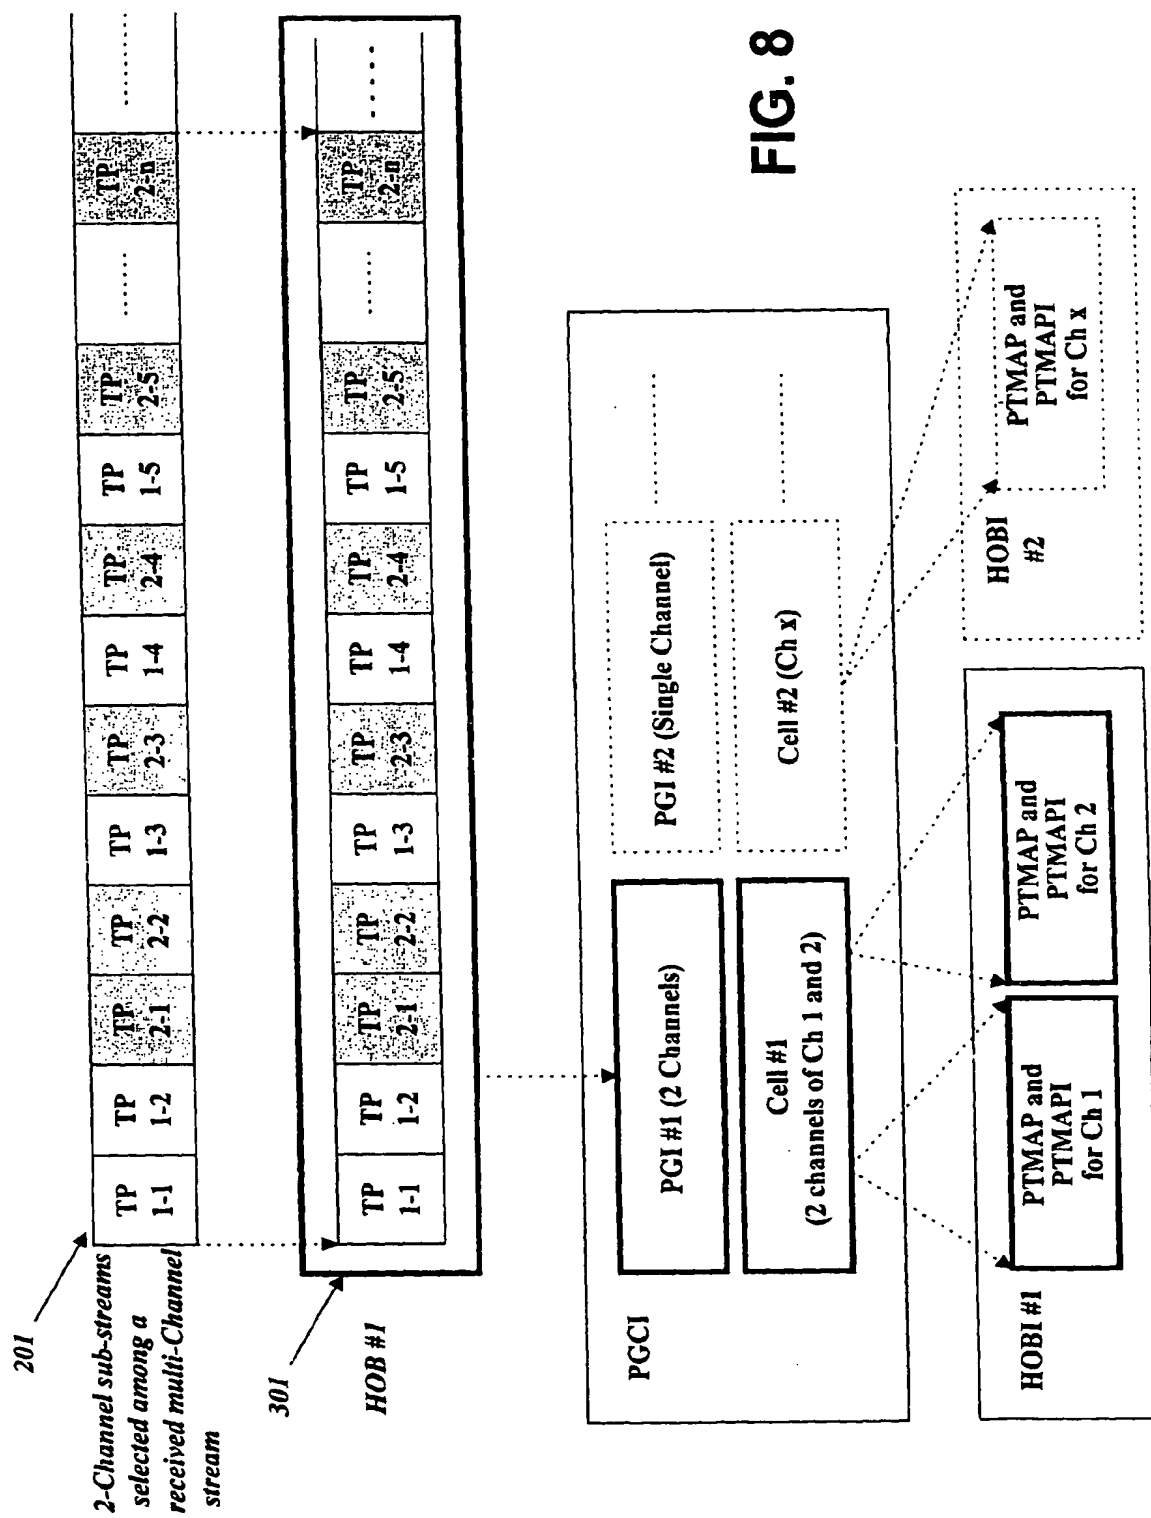 201
2-Channel sub-streams
selected among a
received multi-Channel
stream
TP
1-1
TP
1-2
TP
2-1
TP
2-2
TP
1-3
TP
2-3
TP
1-4
TP
2-4
TP
1-5
TP
2-5
........
TP
2-n
............
301
HOB #1
TP
1-1
TP
1-2
TP
2-1
TP
2-2
TP
1-3
TP
2-3
TP
1-4
TP
2-4
TP
1-5
TP
2-5
........
TP
2-n
.....
PGCI
PGI #1 (2 Channels)
PGI #2 (Single Channel)
Cell #1
(2 channels of Ch 1 and 2)
Cell #2 (Ch x)
HOBI #1
PTMAP and
PTMAPI
for Ch 1
PTMAP and
PTMAPI
for Ch 2
HOBI
#2
PTMAP and
PTMAPI
for Ch x
FIG. 8